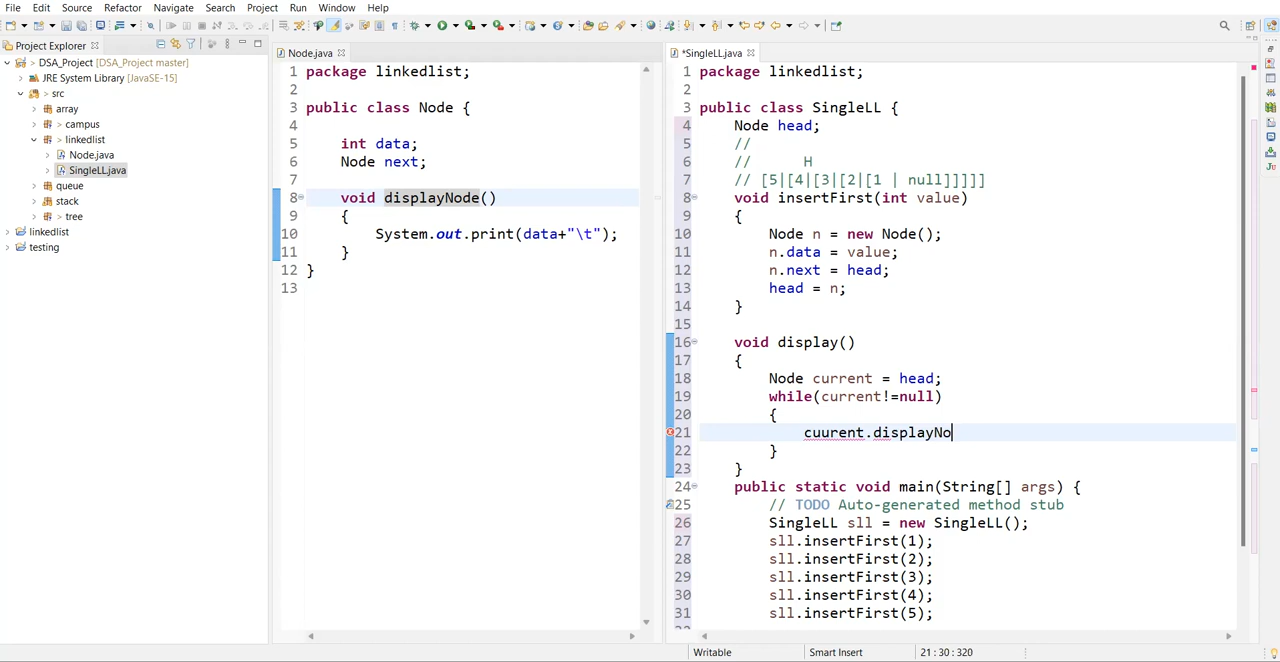 File Edit Source Refactor Navigate Search Project Run Window Help
Project Explorer
DSA_Project [DSA_Project master]
JRE System Library [JavaSE-15]
> src
array
> campus
> linkedlist
Node.java
SingleLL.java
queue
stack
> tree
linkedlist
testing
Node.java
1 package linkedlist;
2
3 public class Node {
4
5 int data;
6 Node next;
7
8 void displayNode()
9 {
10 System.out.print(data+"\t");
11 }
12 }
13
*SingleLL.java
1 package linkedlist;
2
3 public class SingleLL {
4 Node head;
5 //
6 // H
7 // [5|[4|[3|[2|[1 | null]]]]]
8 void insertFirst(int value)
9 {
10 Node n = new Node();
11 n.data = value;
12 n.next = head;
13 head = n;
14 }
15
16 void display()
17 {
18 Node current = head;
19 while(current!=null)
20 {
21 cuurent.displayNo
22 }
23 }
24 public static void main(String[] args) {
25 // TODO Auto-generated method stub
26 SingleLL sll = new SingleLL();
27 sll.insertFirst(1);
28 sll.insertFirst(2);
29 sll.insertFirst(3);
30 sll.insertFirst(4);
31 sll.insertFirst(5);
Writable Smart Insert 21 : 30 : 320